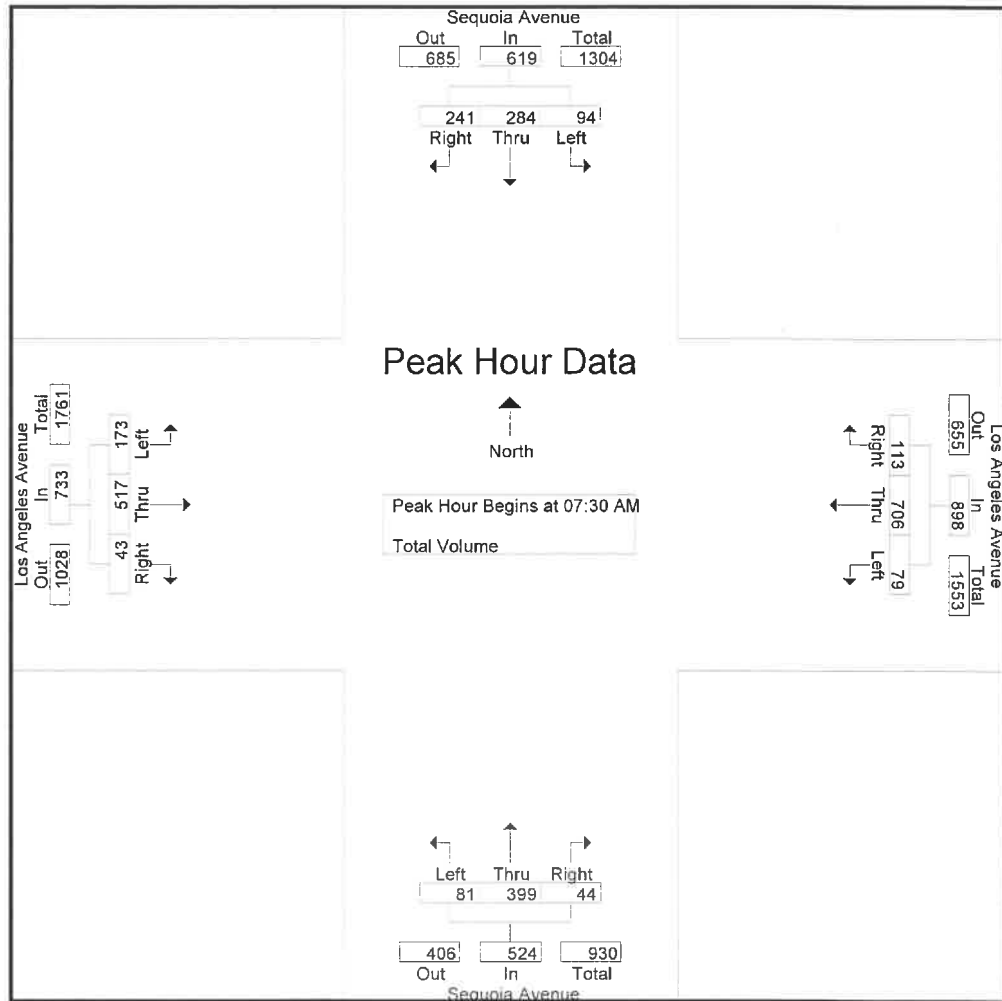 Sequoia Avenue
Out In Total
685 619 1304
241 284 94
Right Thru Left
Peak Hour Data
North
Peak Hour Begins at 07:30 AM
Total Volume
Los Angeles Avenue
Out In Total
1028 733 1761
43 517 173
Right Thru Left
Los Angeles Avenue
Out In Total
655 898 1553
113 706 79
Right Thru Left
Left Thru Right
81 399 44
406 524 930
Out In Total
Sequoia Avenue